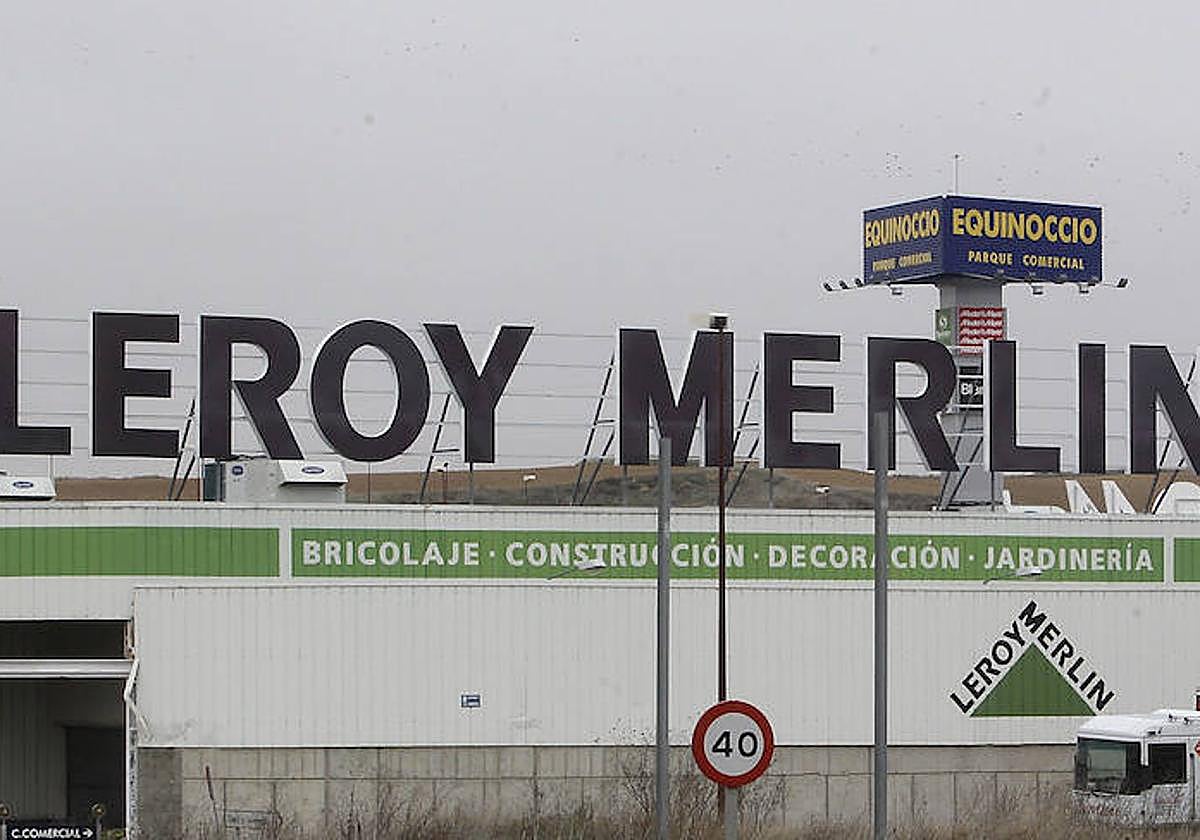 EQUINOCCIO EQUINOCCIO
PARQUE COMERCIAL PARQUE COMERCIAL
LEROY MERLIN
BRICOLAJE · CONSTRUCCIÓN · DECORACIÓN · JARDINERÍA
LEROY MERLIN
40
C.COMERCIAL →